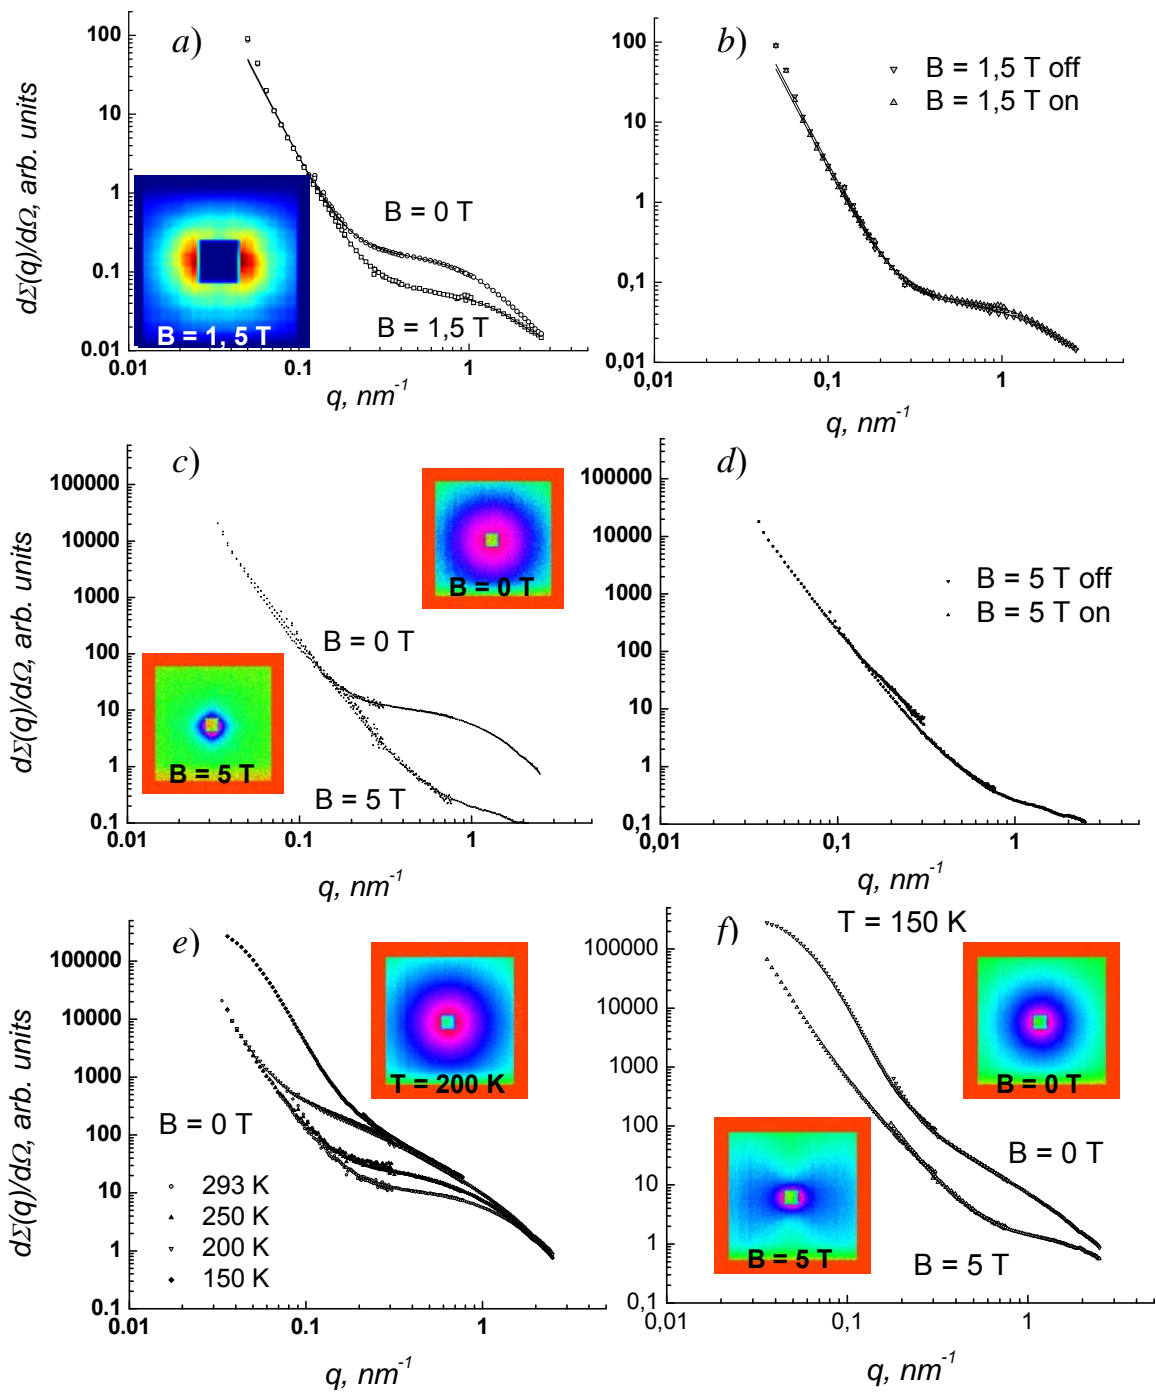 a)
100
10
1
0.1
0.01
0.01
0.1
1
dΣ(q)/dΩ, arb. units
q, nm⁻¹
B = 0 T
B = 1,5 T
B = 1, 5 T
b)
100
10
1
0,1
0,01
0,01
0,1
1
q, nm⁻¹
B = 1,5 T off
B = 1,5 T on
c)
100000
10000
1000
100
10
1
0.1
0.01
0.1
1
dΣ(q)/dΩ, arb. units
q, nm⁻¹
B = 0 T
B = 0 T
B = 5 T
B = 5 T
d)
100000
10000
1000
100
10
1
0,1
0,01
0,1
1
q, nm⁻¹
B = 5 T off
B = 5 T on
e)
100000
10000
1000
100
10
1
0.1
0.01
0.1
1
dΣ(q)/dΩ, arb. units
q, nm⁻¹
T = 200 K
B = 0 T
293 K
250 K
200 K
150 K
f)
T = 150 K
100000
10000
1000
100
10
1
0,1
0,01
0,1
1
q, nm⁻¹
B = 0 T
B = 0 T
B = 5 T
B = 5 T